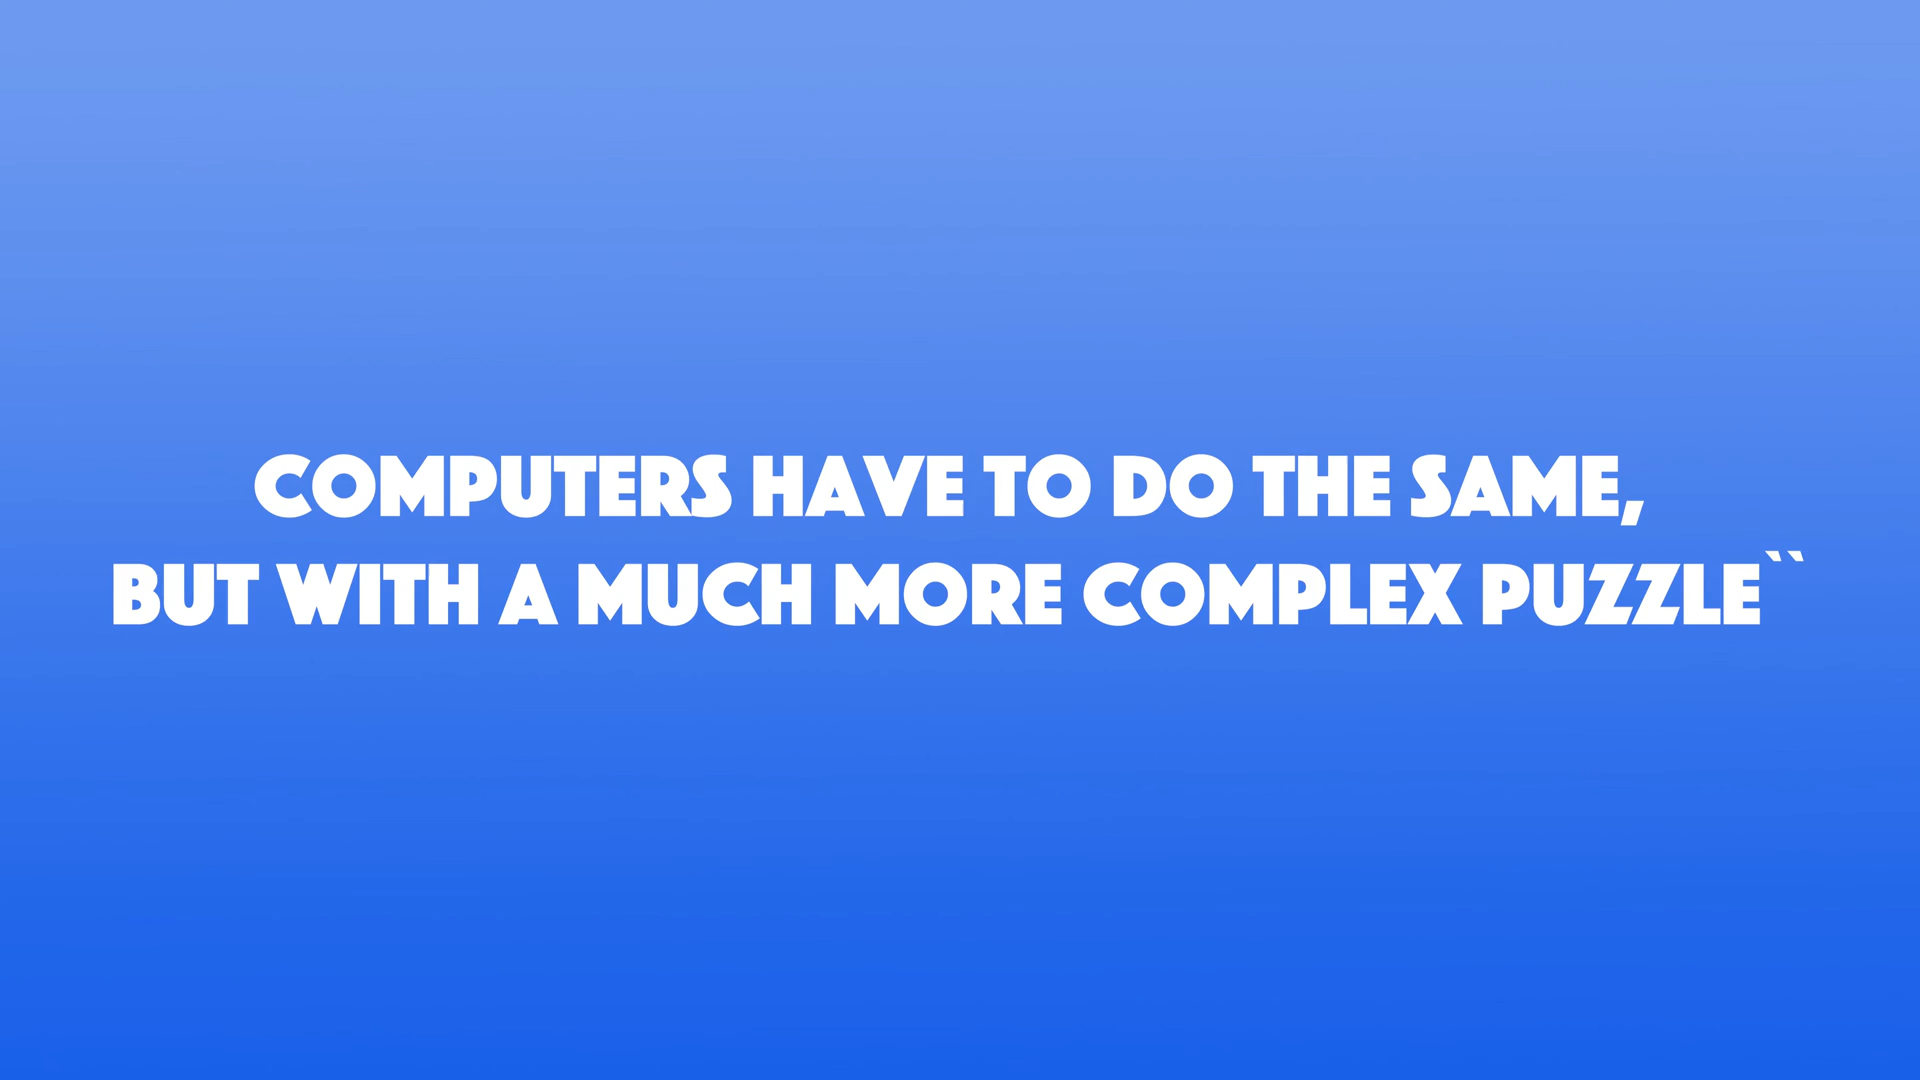 COMPUTERS HAVE TO DO THE SAME,
BUT WITH A MUCH MORE COMPLEX PUZZLE``